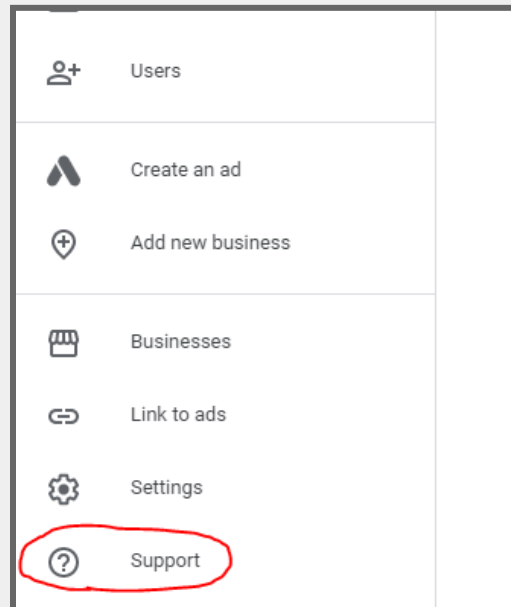 Users
Create an ad
Add new business
Businesses
Link to ads
Settings
Support